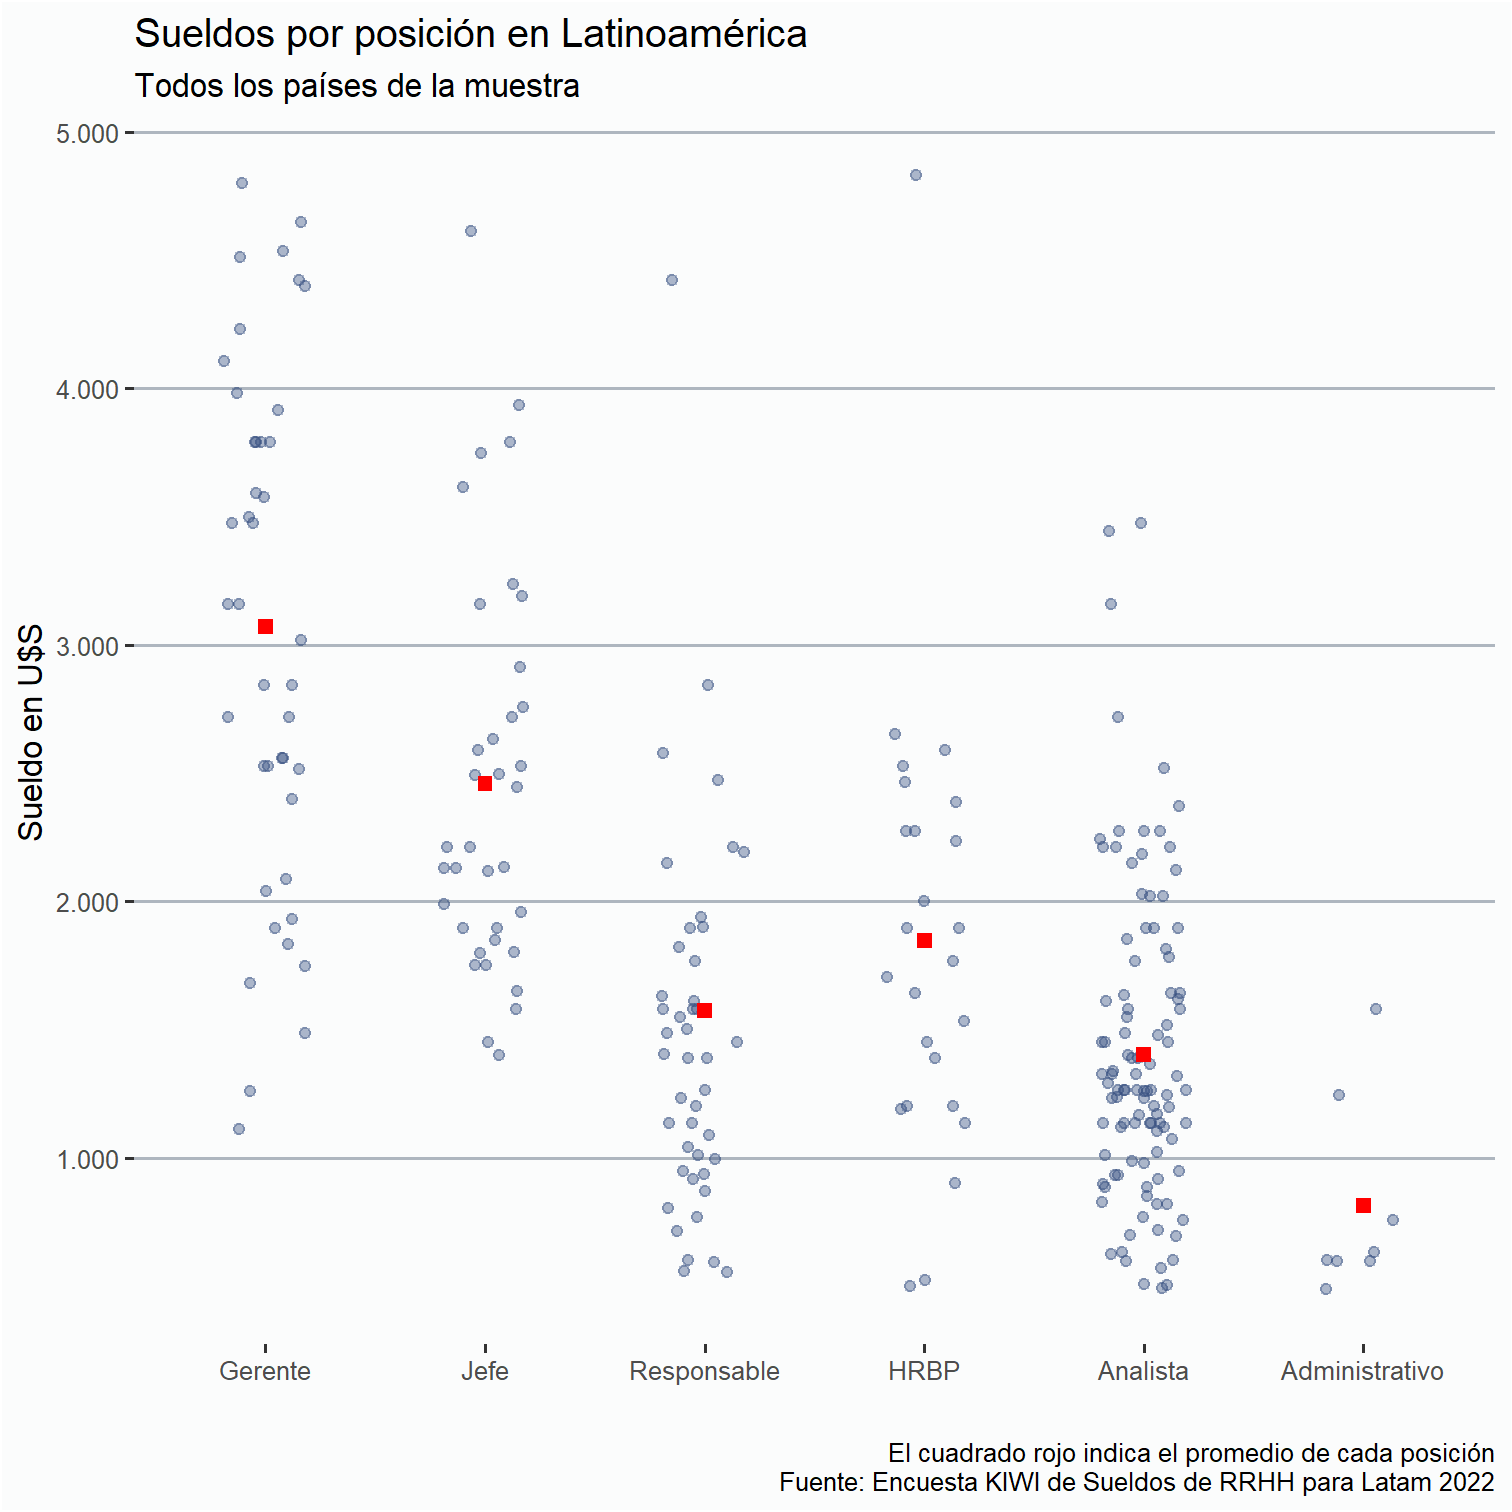 Sueldos por posición en Latinoamérica
Todos los países de la muestra
Sueldo en U$S
5.000
4.000
3.000
2.000
1.000
Gerente
Jefe
Responsable
HRBP
Analista
Administrativo
El cuadrado rojo indica el promedio de cada posición
Fuente: Encuesta KIWI de Sueldos de RRHH para Latam 2022